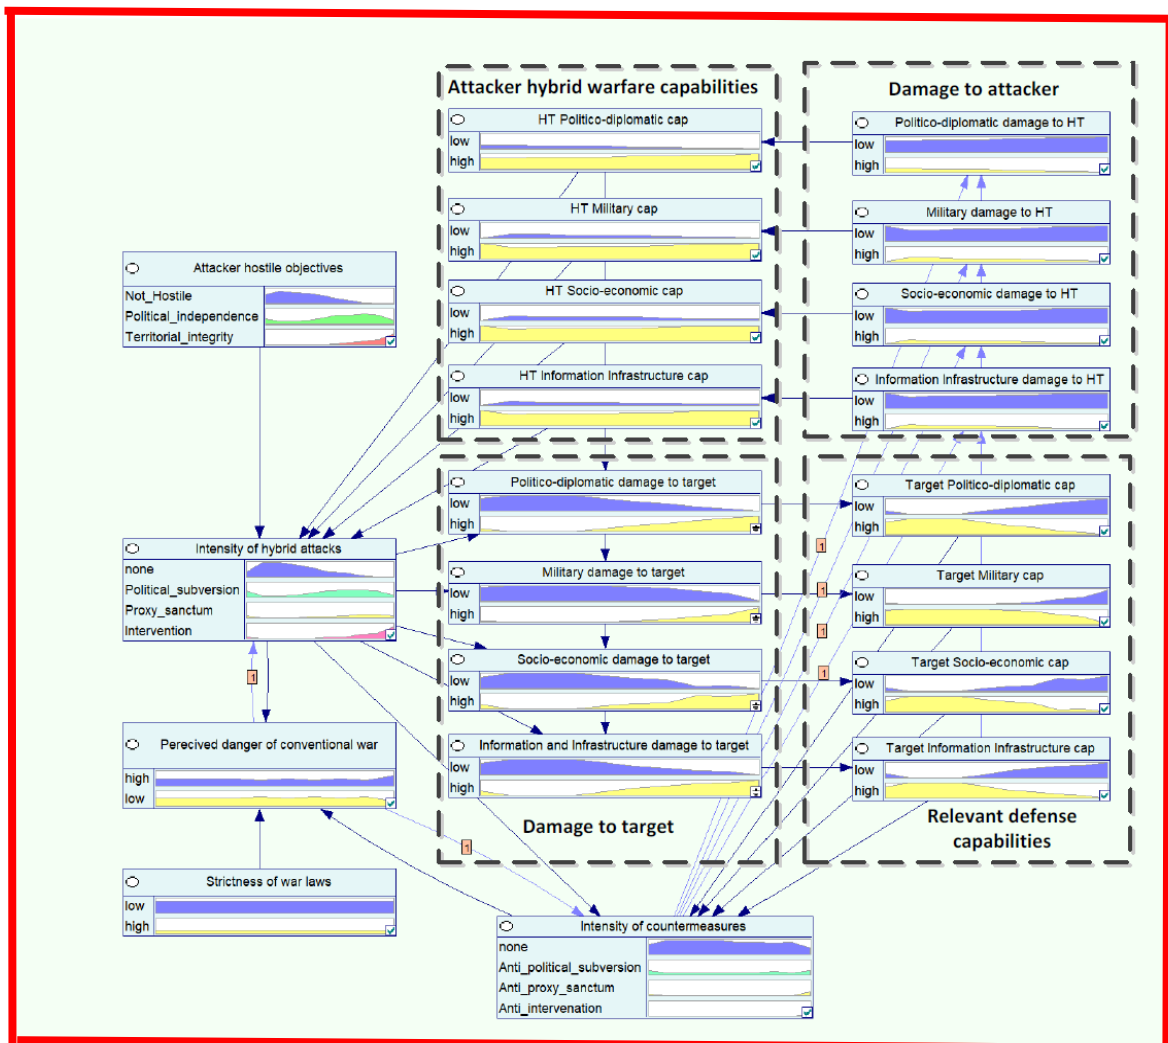 Attacker hybrid warfare capabilities
HT Politico-diplomatic cap
low
high
HT Military cap
low
high
HT Socio-economic cap
low
high
HT Information Infrastructure cap
low
high
Damage to attacker
Politico-diplomatic damage to HT
low
high
Military damage to HT
low
high
Socio-economic damage to HT
low
high
Information Infrastructure damage to HT
low
high
Attacker hostile objectives
Not_Hostile
Political_independence
Territorial_integrity
Intensity of hybrid attacks
none
Political_subversion
Proxy_sanctum
Intervention
1
Percived danger of conventional war
high
low
Strictness of war laws
low
high
Politico-diplomatic damage to target
low
high
Military damage to target
low
high
Socio-economic damage to target
low
high
Information and Infrastructure damage to target
low
high
Damage to target
1
Target Politico-diplomatic cap
low
high
1
Target Military cap
low
high
1
1
Target Socio-economic cap
low
high
1
Target Information Infrastructure cap
low
high
Relevant defense
capabilities
Intensity of countermeasures
none
Anti_political_subversion
Anti_proxy_sanctum
Anti_intervenation